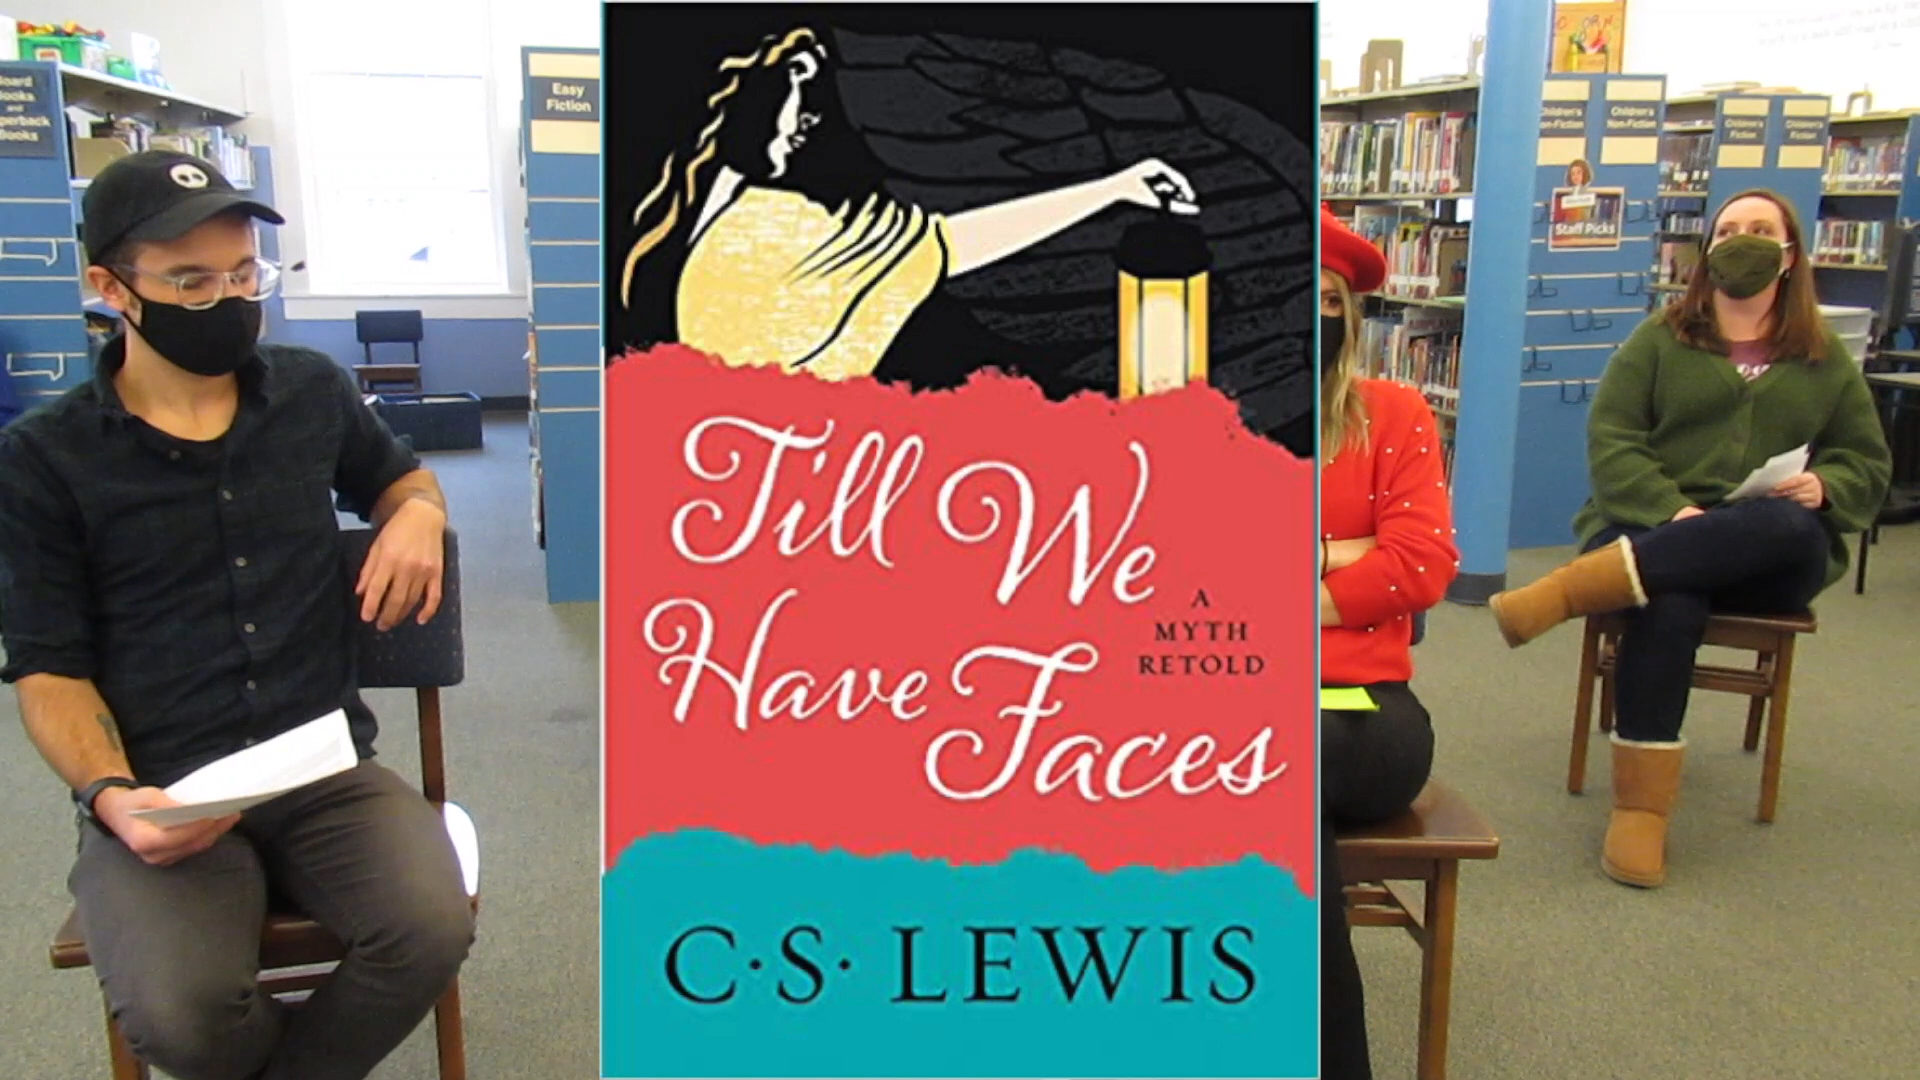 Board
Books
and
Paperback
Books
Easy
Fiction
Till We
Have Faces
A
MYTH
RETOLD
C·S·LEWIS
Children's
Non-Fiction
Children's
Non-Fiction
Children's
Fiction
Children's
Fiction
Staff Picks